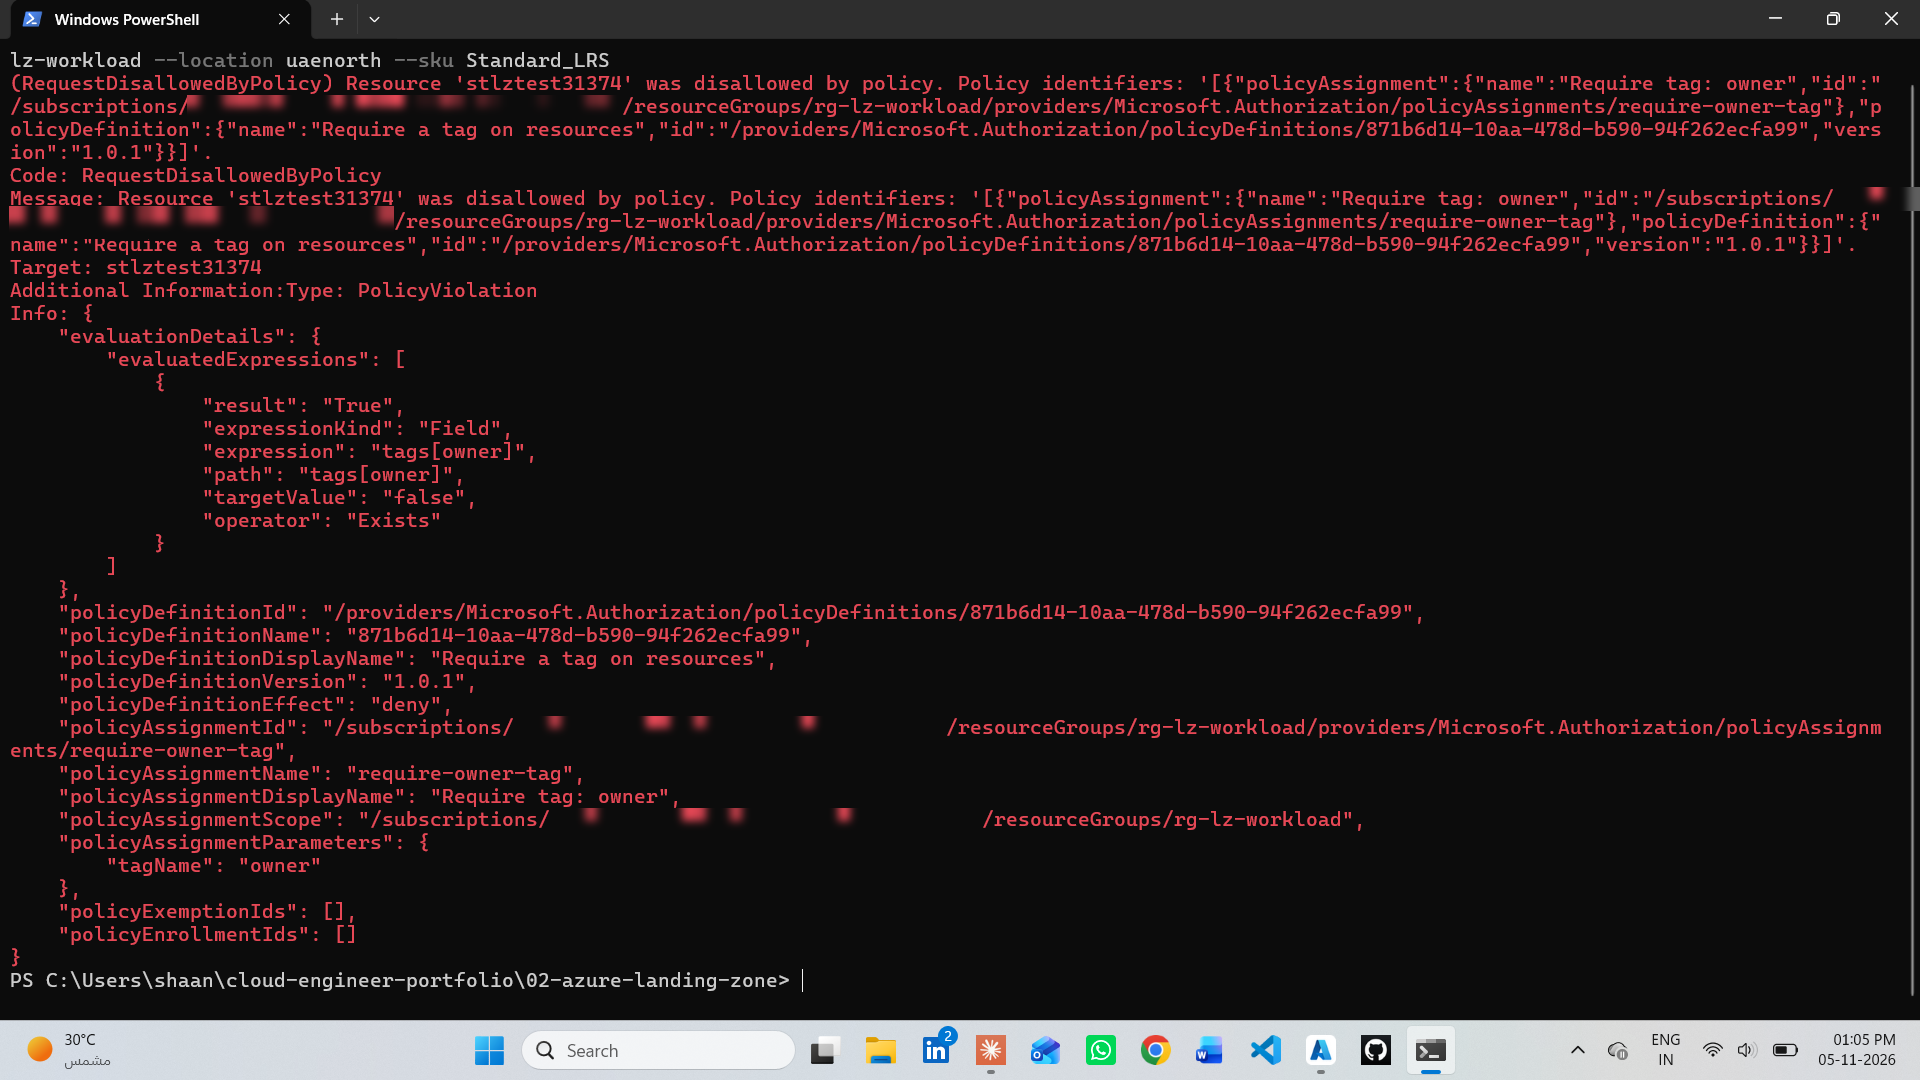 Windows PowerShell
lz-workload --location uaenorth --sku Standard_LRS
(RequestDisallowedByPolicy) Resource 'stlztest31374' was disallowed by policy. Policy identifiers: '[{"policyAssignment":{"name":"Require tag: owner","id":"
/subscriptions/ /resourceGroups/rg-lz-workload/providers/Microsoft.Authorization/policyAssignments/require-owner-tag"},"p
olicyDefinition":{"name":"Require a tag on resources","id":"/providers/Microsoft.Authorization/policyDefinitions/871b6d14-10aa-478d-b590-94f262ecfa99","vers
ion":"1.0.1"}}]'.
Code: RequestDisallowedByPolicy
Message: Resource 'stlztest31374' was disallowed by policy. Policy identifiers: '[{"policyAssignment":{"name":"Require tag: owner","id":"/subscriptions/
/resourceGroups/rg-lz-workload/providers/Microsoft.Authorization/policyAssignments/require-owner-tag"},"policyDefinition":{"
name":"Require a tag on resources","id":"/providers/Microsoft.Authorization/policyDefinitions/871b6d14-10aa-478d-b590-94f262ecfa99","version":"1.0.1"}}]'.
Target: stlztest31374
Additional Information:Type: PolicyViolation
Info: {
    "evaluationDetails": {
        "evaluatedExpressions": [
            {
                "result": "True",
                "expressionKind": "Field",
                "expression": "tags[owner]",
                "path": "tags[owner]",
                "targetValue": "false",
                "operator": "Exists"
            }
        ]
    },
    "policyDefinitionId": "/providers/Microsoft.Authorization/policyDefinitions/871b6d14-10aa-478d-b590-94f262ecfa99",
    "policyDefinitionName": "871b6d14-10aa-478d-b590-94f262ecfa99",
    "policyDefinitionDisplayName": "Require a tag on resources",
    "policyDefinitionVersion": "1.0.1",
    "policyDefinitionEffect": "deny",
    "policyAssignmentId": "/subscriptions/ /resourceGroups/rg-lz-workload/providers/Microsoft.Authorization/policyAssignm
ents/require-owner-tag",
    "policyAssignmentName": "require-owner-tag",
    "policyAssignmentDisplayName": "Require tag: owner",
    "policyAssignmentScope": "/subscriptions/ /resourceGroups/rg-lz-workload",
    "policyAssignmentParameters": {
        "tagName": "owner"
    },
    "policyExemptionIds": [],
    "policyEnrollmentIds": []
}
PS C:\Users\shaan\cloud-engineer-portfolio\02-azure-landing-zone>
30°C
مشمس
Search
2
ENG
IN
01:05 PM
05-11-2026